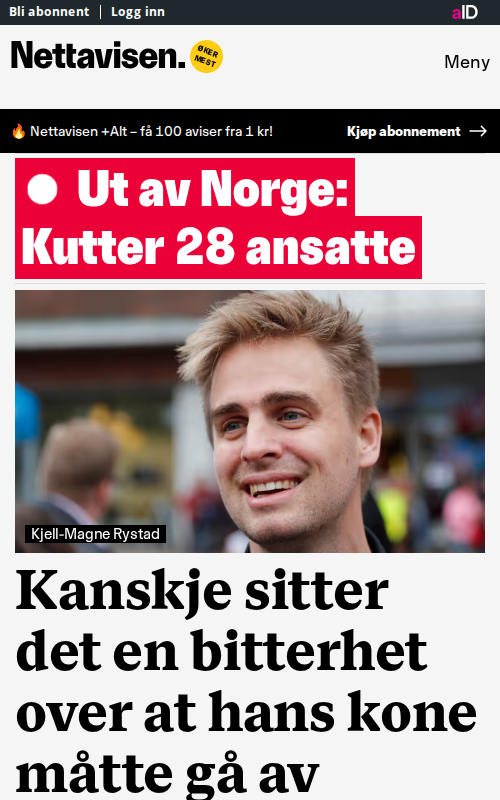 Bli abonnent | Logg inn
aID
Nettavisen.
ØKER
MEST
Meny
🔥 Nettavisen +Alt – få 100 aviser fra 1 kr!
Kjøp abonnement →
Ut av Norge:
Kutter 28 ansatte
Kjell-Magne Rystad
Kanskje sitter
det en bitterhet
over at hans kone
måtte gå av